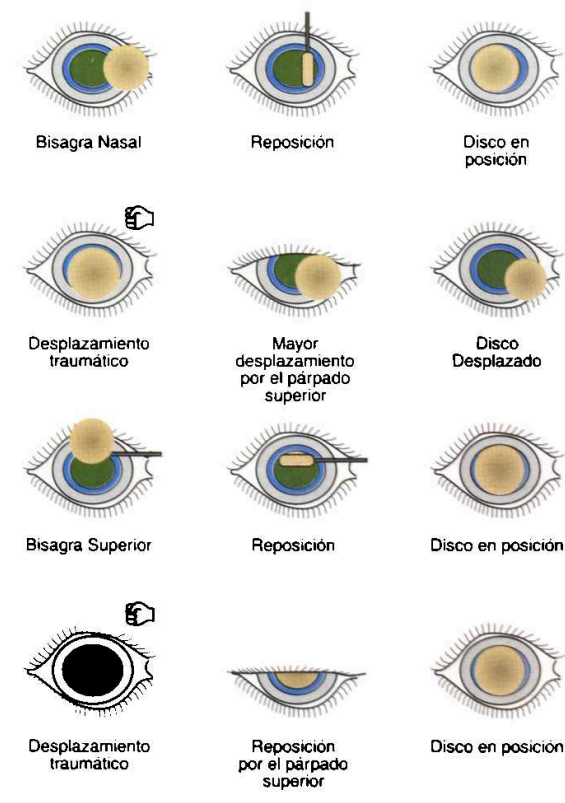 Bisagra Nasal
Reposición
Disco en
posición
Desplazamiento
traumático
Mayor
desplazamiento
por el párpado
superior
Disco
Desplazado
Bisagra Superior
Reposición
Disco en posición
Desplazamiento
traumático
Reposición
por el párpado
superior
Disco en posición